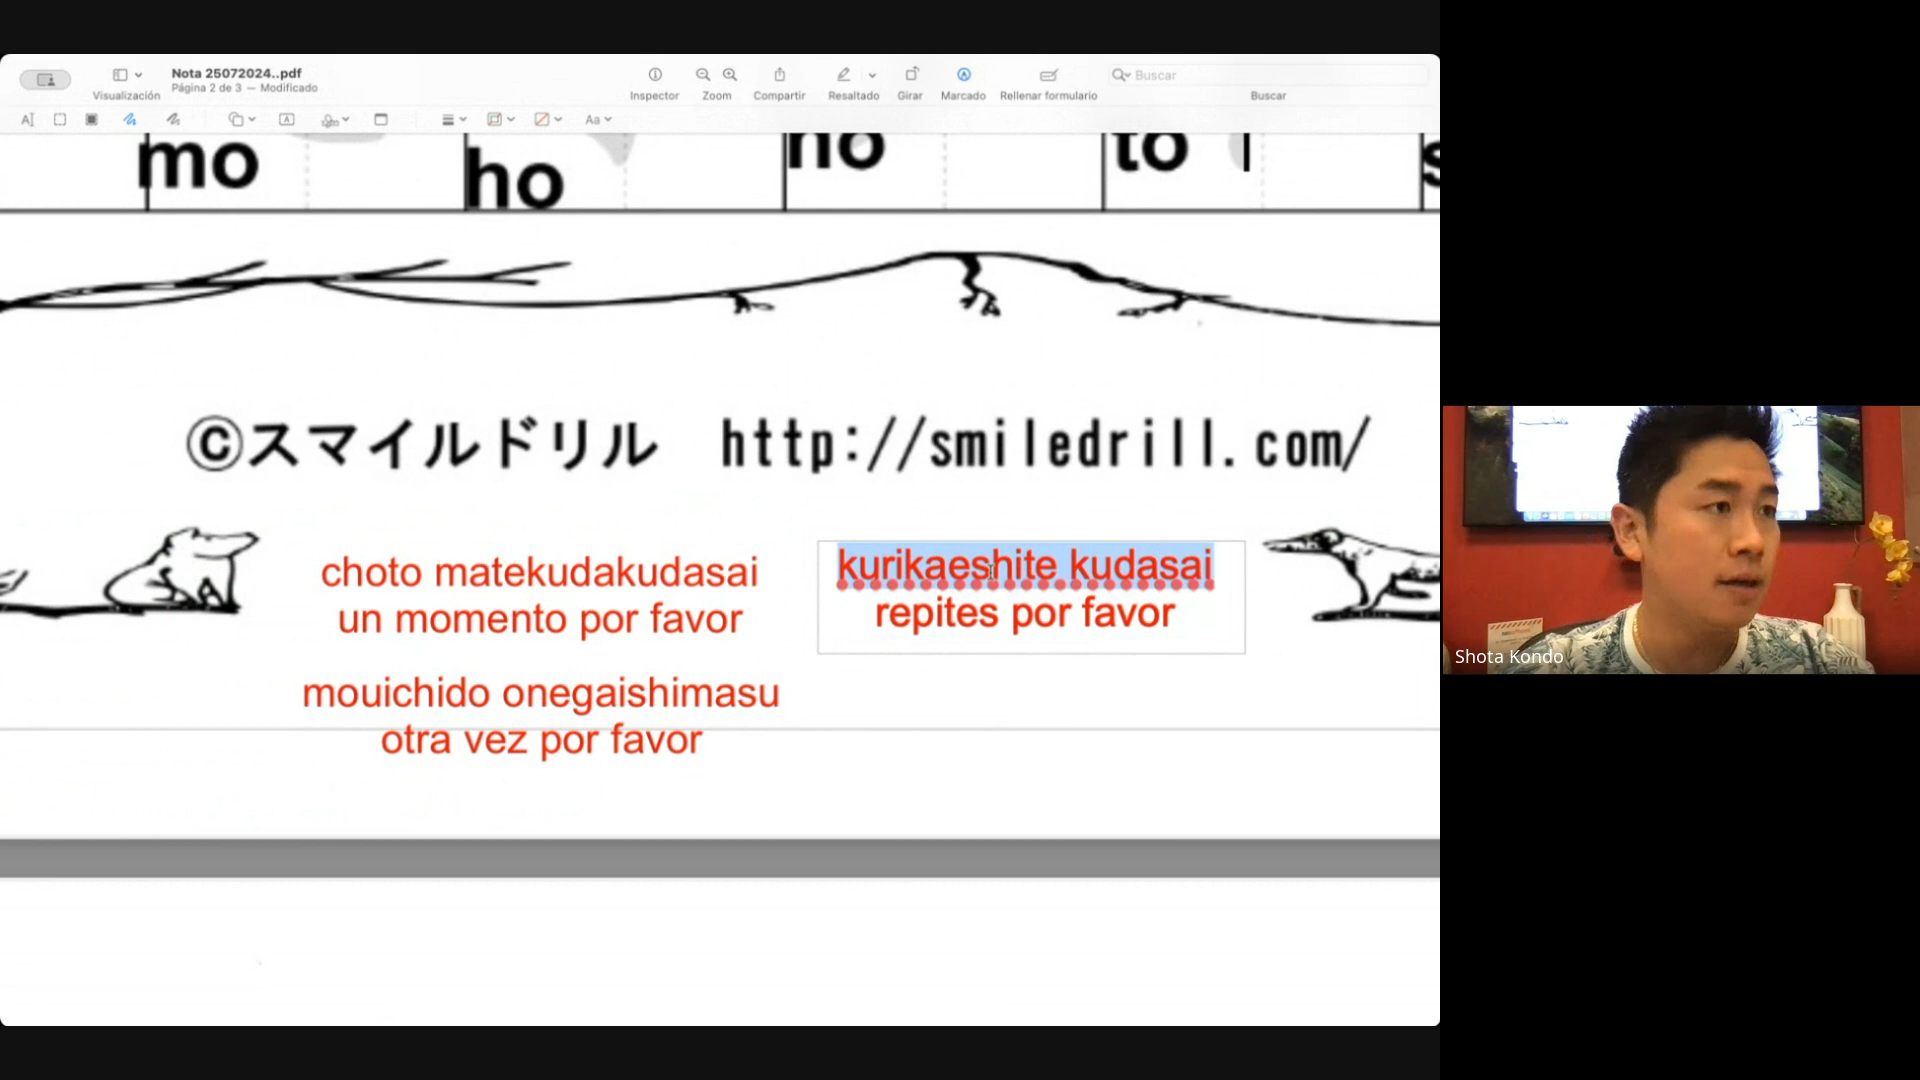 Nota 25072024..pdf
Página 2 de 3 — Modificado
Visualización
Inspector
Zoom
Compartir
Resaltado
Girar
Marcado
Rellenar formulario
Buscar
Buscar
Aa
mo
ho
no
to
©スマイルドリル http://smiledrill.com/
choto matekudakudasai
un momento por favor
kurikaeshite kudasai
repites por favor
mouichido onegaishimasu
otra vez por favor
Shota Kondo